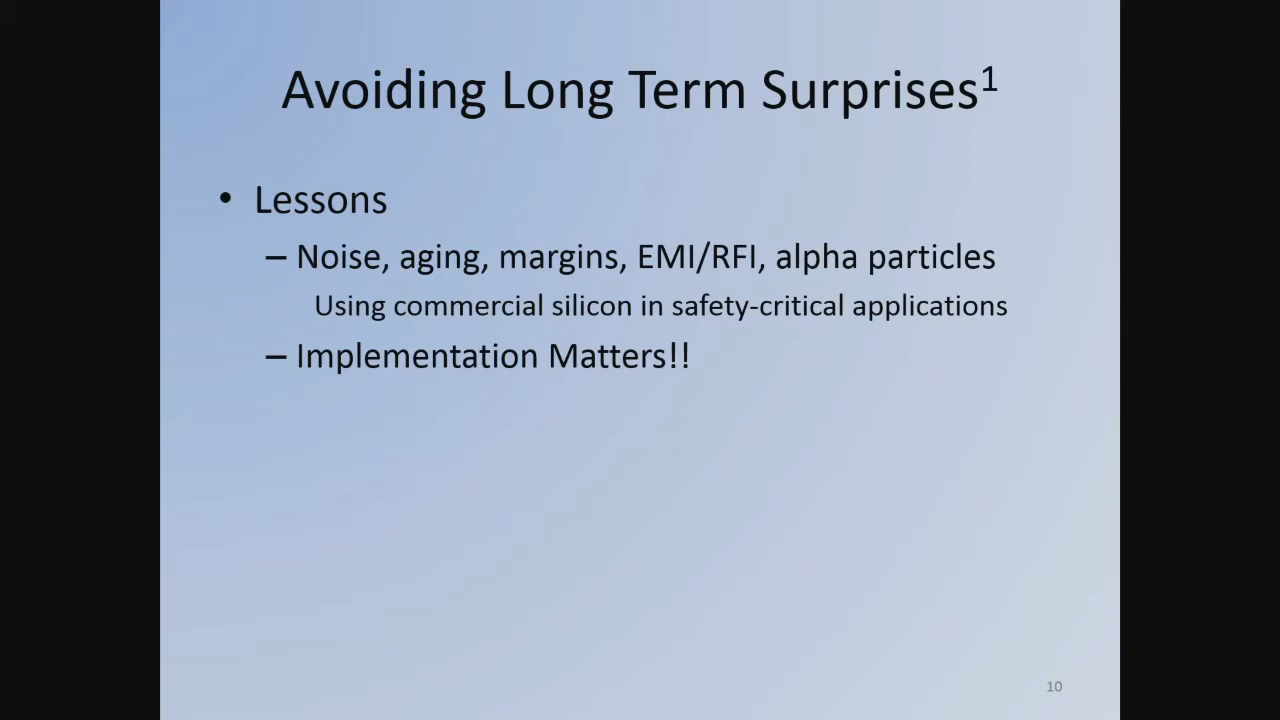 Avoiding Long Term Surprises¹
• Lessons
– Noise, aging, margins, EMI/RFI, alpha particles
Using commercial silicon in safety-critical applications
– Implementation Matters!!
10